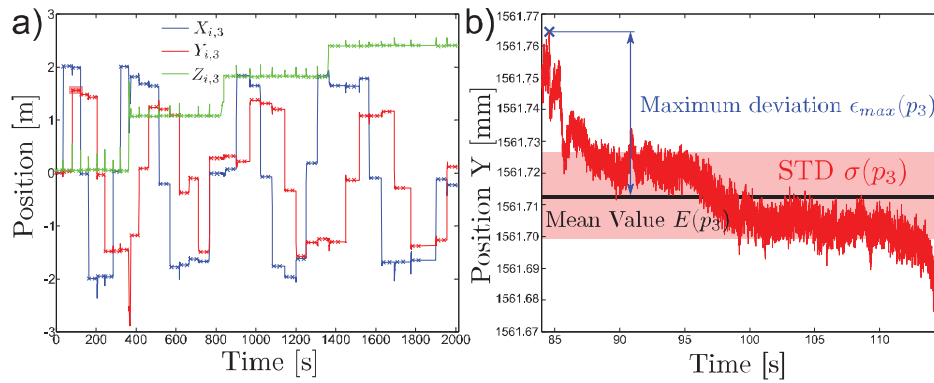 a)
X_{i,3}
Y_{i,3}
Z_{i,3}
Position [m]
3
2
1
0
-1
-2
-3
0 200 400 600 800 1000 1200 1400 1600 1800 2000
Time [s]
b)
Position Y [mm]
1561.76
1561.75
1561.74
1561.73
1561.72
1561.71
1561.70
1561.69
1561.68
1561.67
Maximum deviation ϵ_{max}(p_3)
STD σ(p_3)
Mean Value E(p_3)
85 90 95 100 105 110
Time [s]